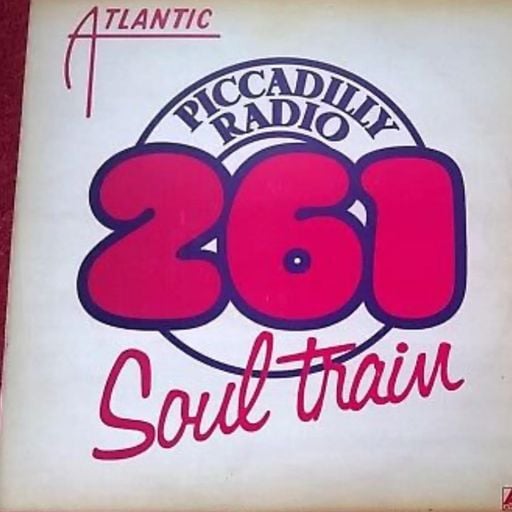 ATLANTIC
PICCADILLY
RADIO
261
Soul train